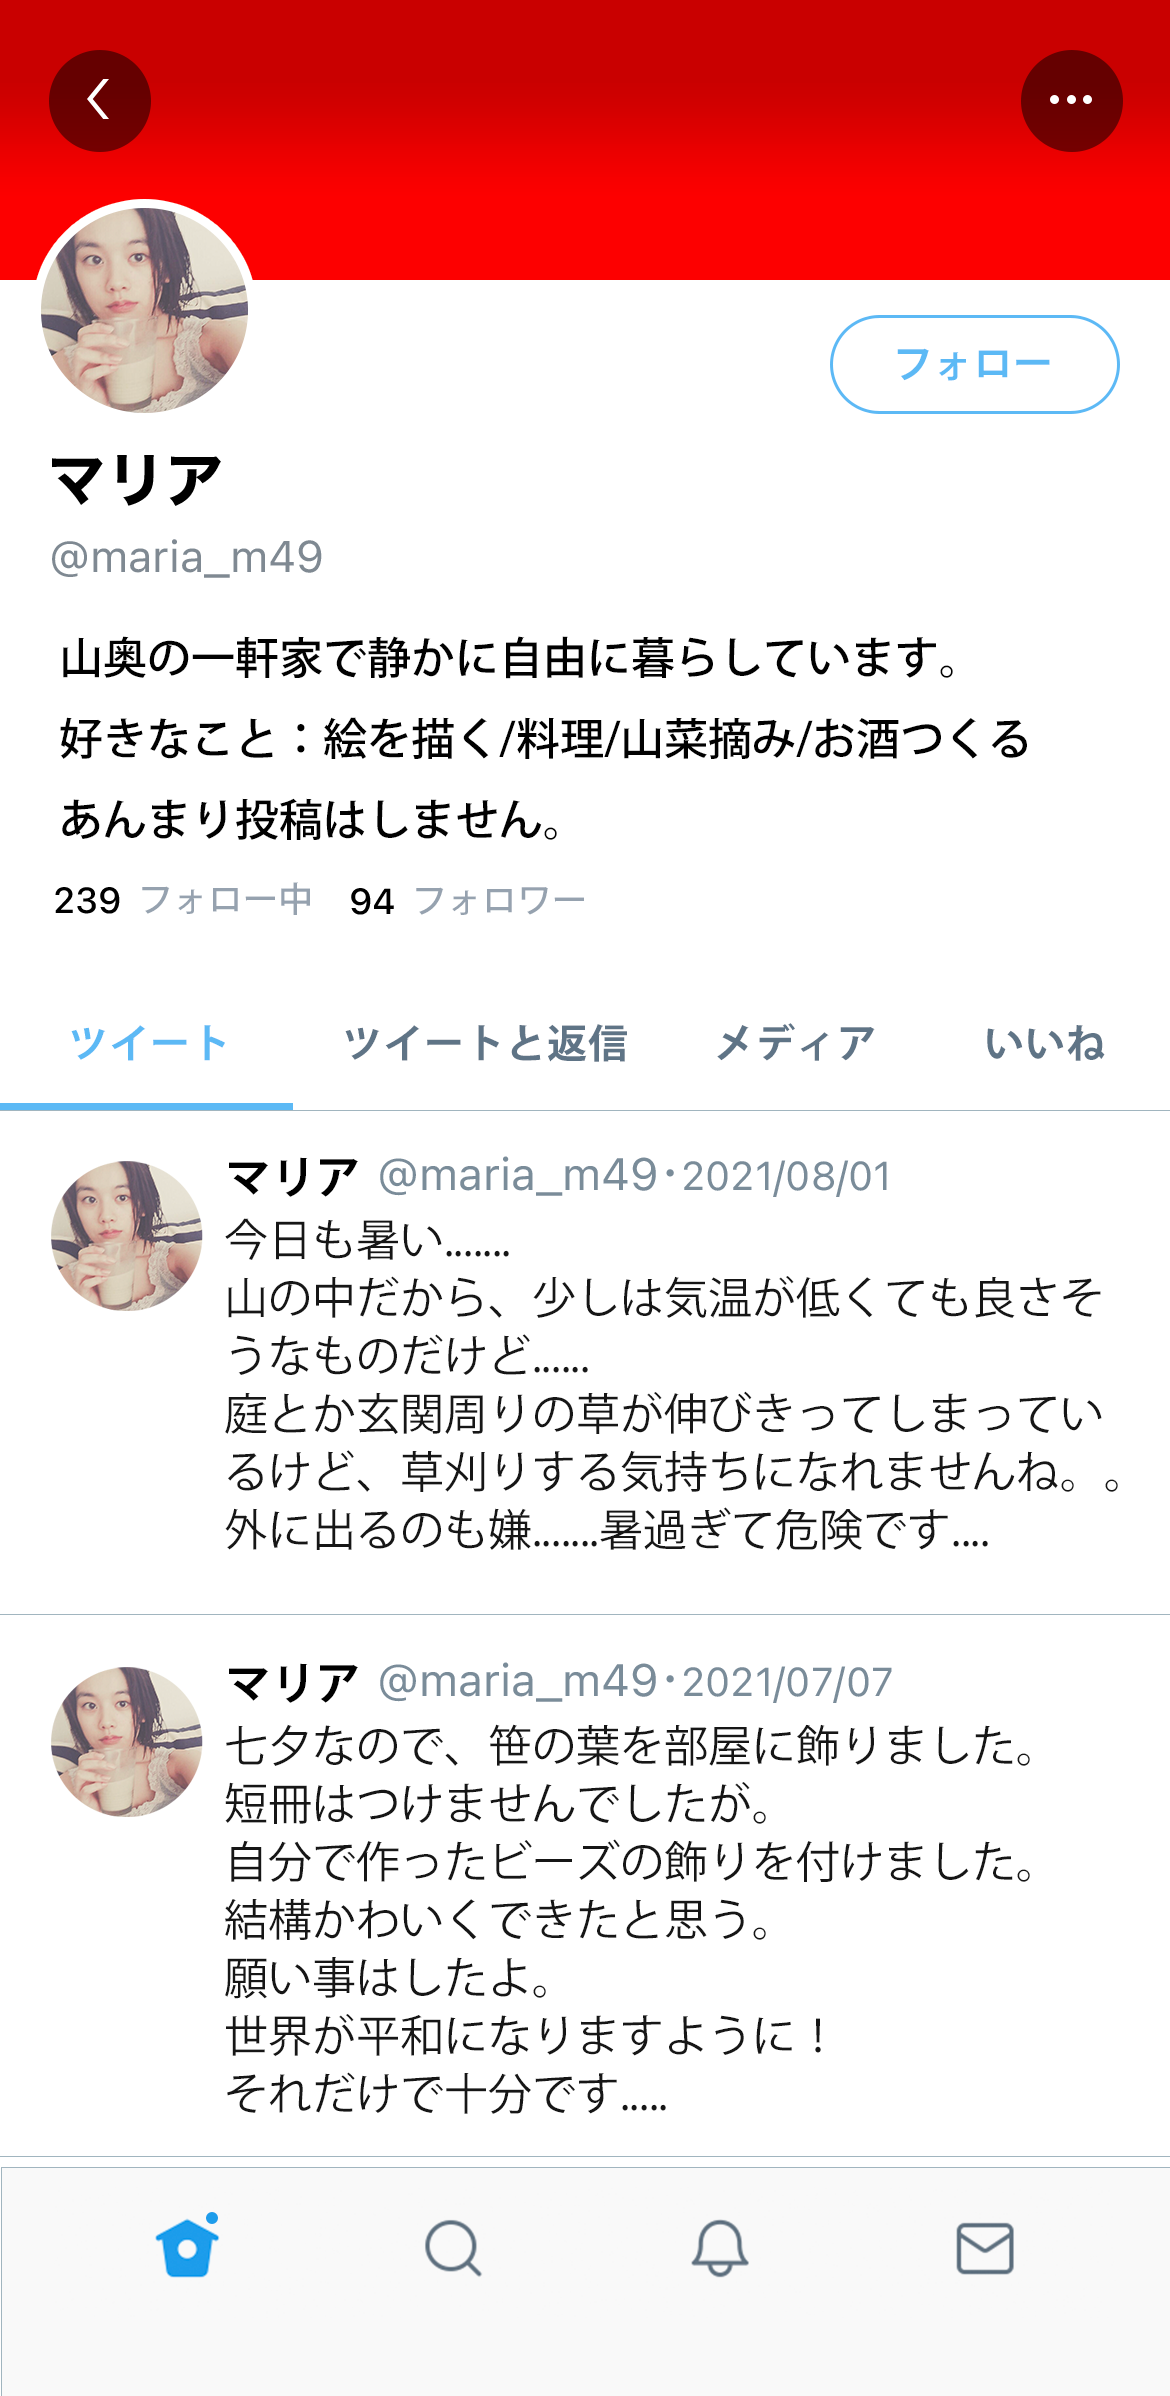 フォロー
マリア
@maria_m49
山奥の一軒家で静かに自由に暮らしています。
好きなこと：絵を描く/料理/山菜摘み/お酒つくる
あんまり投稿はしません。
239 フォロー中 94 フォロワー
ツイート ツイートと返信 メディア いいね
マリア @maria_m49・2021/08/01
今日も暑い.......
山の中だから、少しは気温が低くても良さそ
うなものだけど......
庭とか玄関周りの草が伸びきってしまってい
るけど、草刈りする気持ちになれませんね。。
外に出るのも嫌.......暑過ぎて危険です....
マリア @maria_m49・2021/07/07
七夕なので、笹の葉を部屋に飾りました。
短冊はつけませんでしたが。
自分で作ったビーズの飾りを付けました。
結構かわいくできたと思う。
願い事はしたよ。
世界が平和になりますように！
それだけで十分です.....